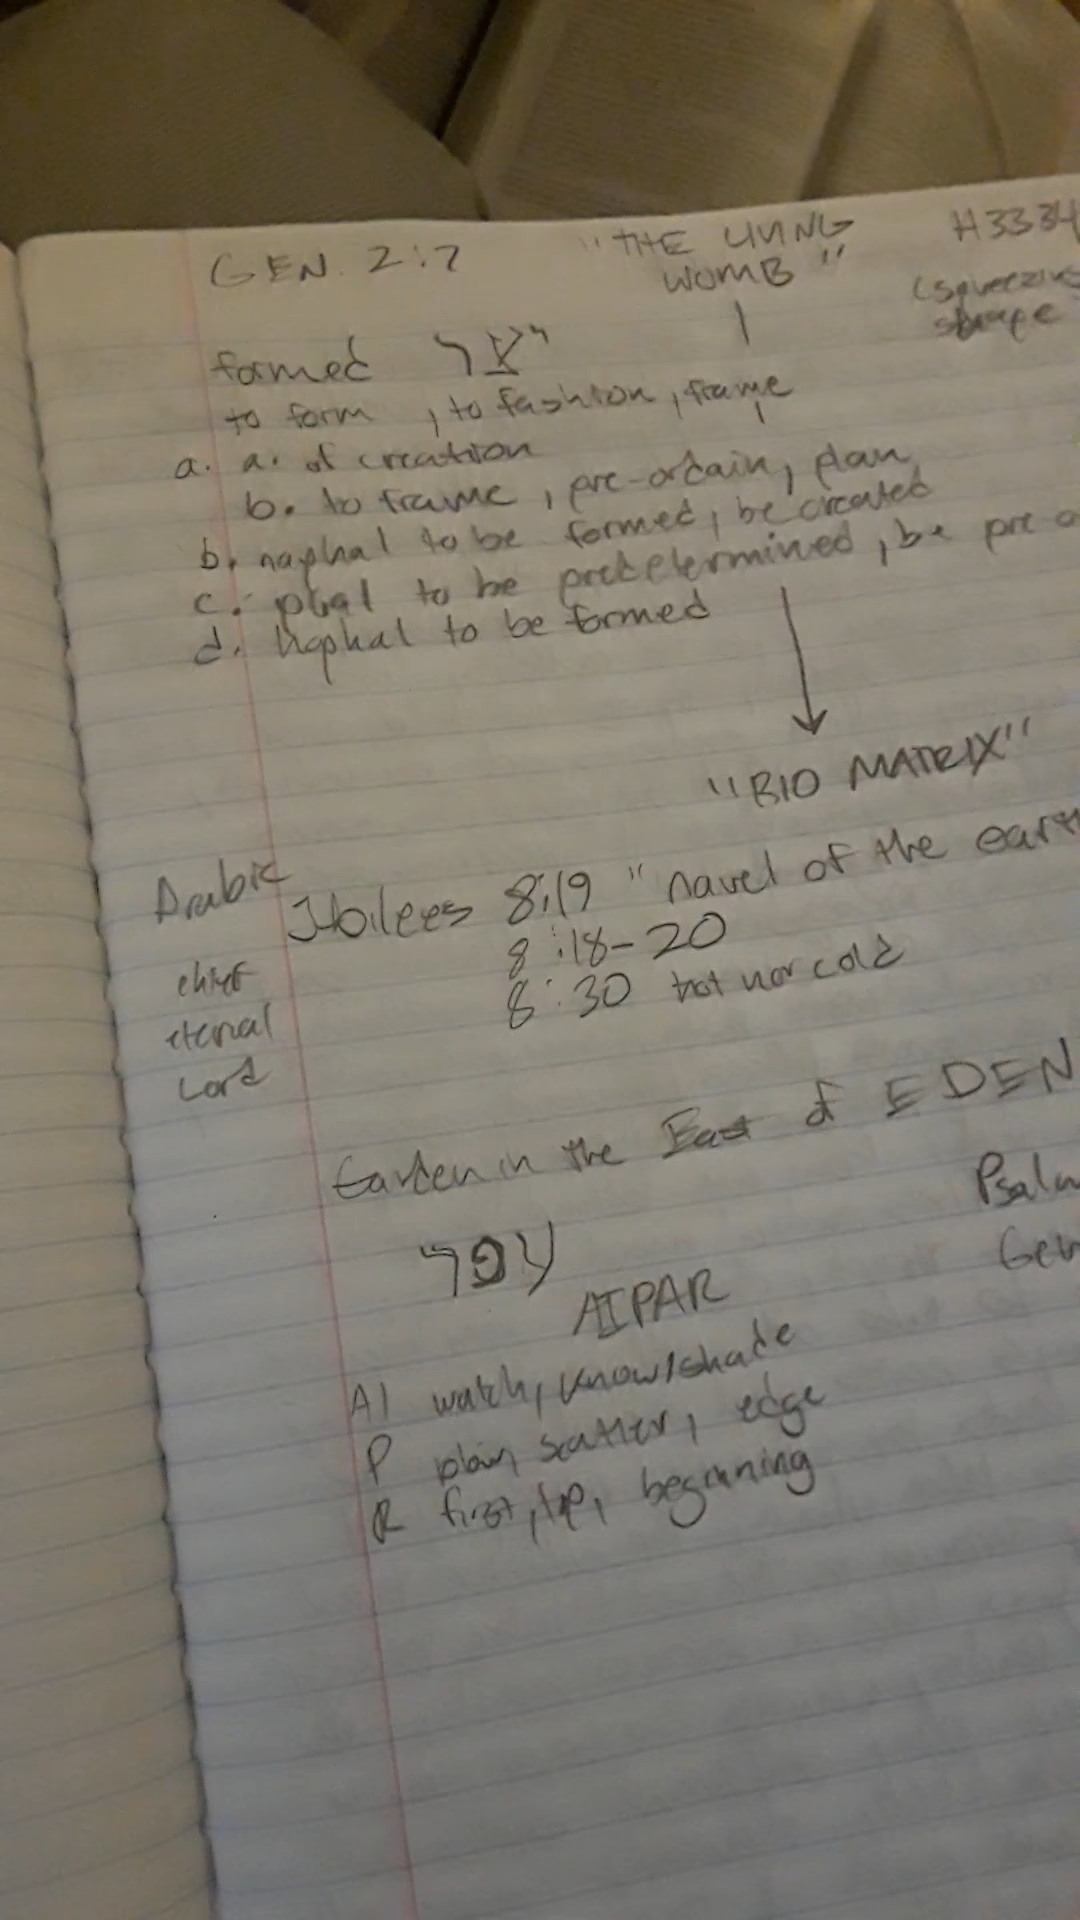 GEN. 2:7 "THE LIVING WOMB" H3334
(squeezing shape
formed יצר
to form, to fashion, frame
a. a. of creation
b. to frame, pre-ordain, plan
b. naphal to be formed, be created
c. pual to be predetermined, be pre o
d. hophal to be formed
"BIO MATRIX"
Arabic Jubilees 8:19 "navel of the earth
chief 8:18-20
eternal 8:30 hot nor cold
Lord
Garden in the East of EDEN
Psalm
עפר Gen
AIPAR
AI watch, know/shade
P plain, scatter, edge
R first, top, beginning